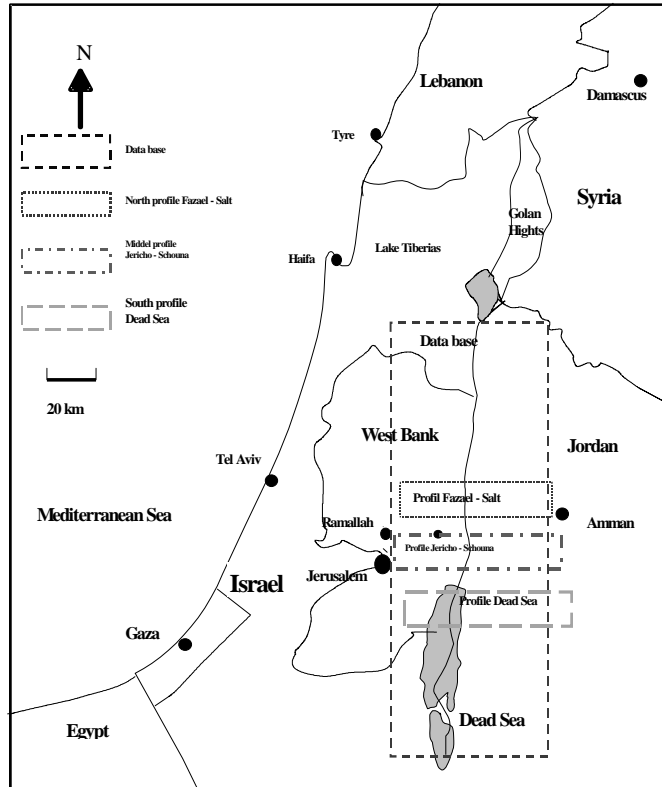 N
Lebanon
Damascus
Data base
Tyre
North profile Fazael - Salt
Syria
Golan
Hights
Middel profile
Jericho - Schouna
Haifa
Lake Tiberias
South profile
Dead Sea
Data base
20 km
West Bank
Jordan
Tel Aviv
Profil Fazael - Salt
Mediterranean Sea
Ramallah
Amman
Profile Jericho - Schouna
Jerusalem
Israel
Profile Dead Sea
Gaza
Dead Sea
Egypt